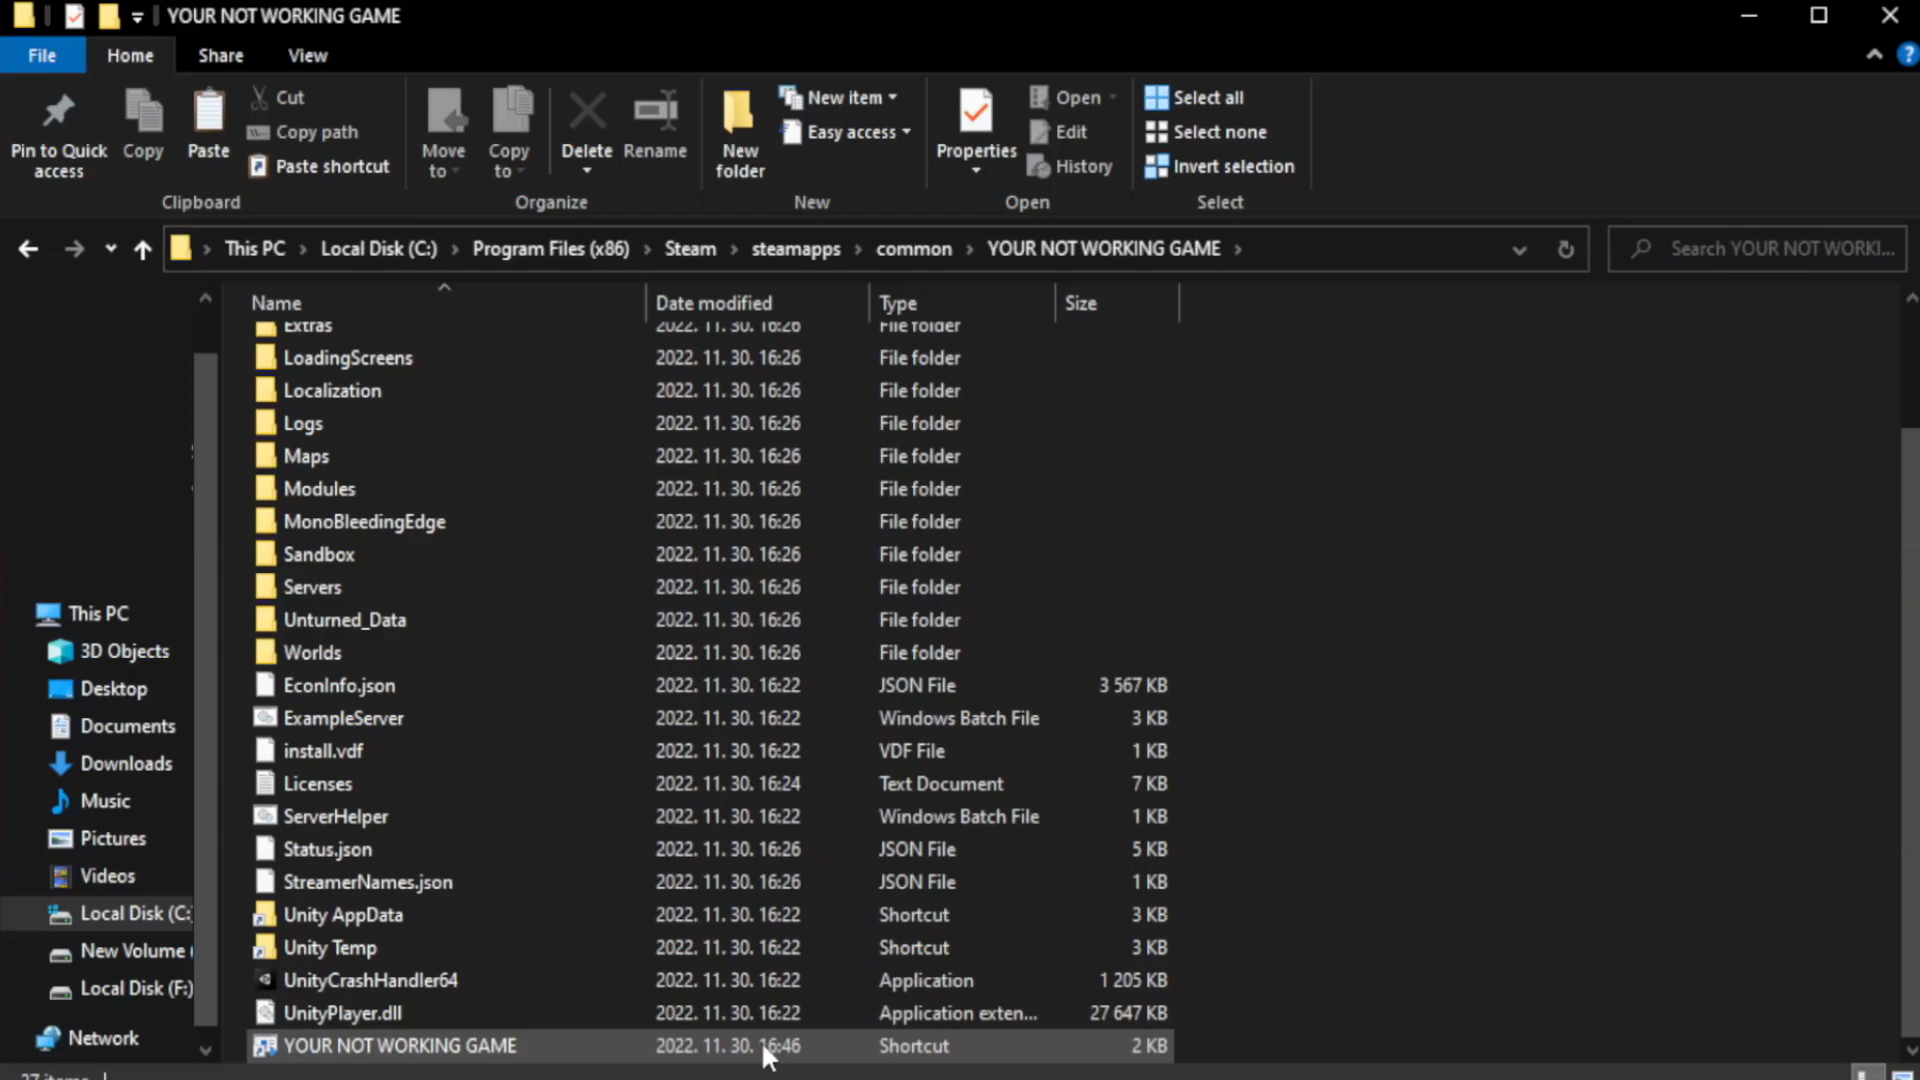 YOUR NOT WORKING GAME
File Home Share View
Pin to Quick access
Copy
Paste
Cut
Copy path
Paste shortcut
Clipboard
Move to
Copy to
Delete
Rename
Organize
New folder
New item
Easy access
New
Properties
Open
Edit
History
Open
Select all
Select none
Invert selection
Select
This PC Local Disk (C:) Program Files (x86) Steam steamapps common YOUR NOT WORKING GAME
Search YOUR NOT WORKI...
Name Date modified Type Size
Extras 2022. 11. 30. 16:26 File folder
LoadingScreens 2022. 11. 30. 16:26 File folder
Localization 2022. 11. 30. 16:26 File folder
Logs 2022. 11. 30. 16:26 File folder
Maps 2022. 11. 30. 16:26 File folder
Modules 2022. 11. 30. 16:26 File folder
MonoBleedingEdge 2022. 11. 30. 16:26 File folder
Sandbox 2022. 11. 30. 16:26 File folder
Servers 2022. 11. 30. 16:26 File folder
Unturned_Data 2022. 11. 30. 16:26 File folder
Worlds 2022. 11. 30. 16:26 File folder
EconInfo.json 2022. 11. 30. 16:22 JSON File 3 567 KB
ExampleServer 2022. 11. 30. 16:22 Windows Batch File 3 KB
install.vdf 2022. 11. 30. 16:22 VDF File 1 KB
Licenses 2022. 11. 30. 16:24 Text Document 7 KB
ServerHelper 2022. 11. 30. 16:22 Windows Batch File 1 KB
Status.json 2022. 11. 30. 16:26 JSON File 5 KB
StreamerNames.json 2022. 11. 30. 16:26 JSON File 1 KB
Unity AppData 2022. 11. 30. 16:22 Shortcut 3 KB
Unity Temp 2022. 11. 30. 16:22 Shortcut 3 KB
UnityCrashHandler64 2022. 11. 30. 16:22 Application 1 205 KB
UnityPlayer.dll 2022. 11. 30. 16:22 Application exten... 27 647 KB
YOUR NOT WORKING GAME 2022. 11. 30. 16:46 Shortcut 2 KB
This PC
3D Objects
Desktop
Documents
Downloads
Music
Pictures
Videos
Local Disk (C:
New Volume (
Local Disk (F:)
Network
27 items